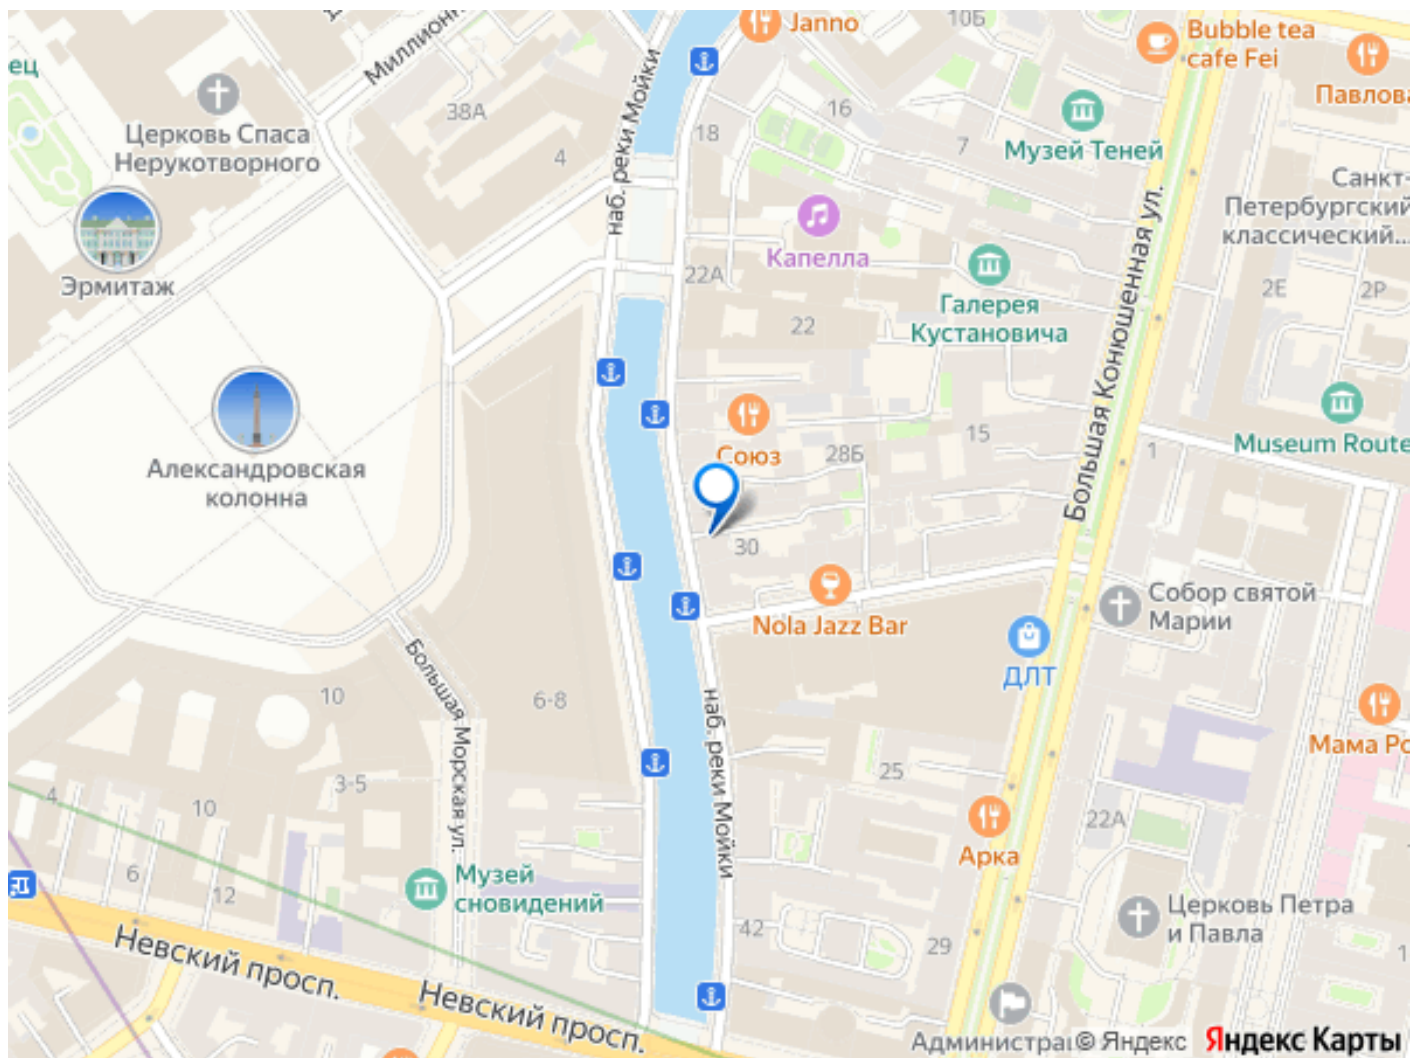 Janno
10Б
Bubble tea
cafe Fei
Павлова
Миллионн
ец
38А
16
18
7
4
Церковь Спаса
Нерукотворного
наб. реки Мойки
Музей Теней
Санкт-
Петербургский
классический...
Эрмитаж
Капелла
22А
22
Галерея
Кустановича
2Е
2Р
Большая Конюшенная ул.
Александровская
колонна
Союз
28Б
15
1
Museum Route
30
Nola Jazz Bar
Собор святой
Марии
ДЛТ
Большая Морская ул.
10
6-8
наб. реки Мойки
Мама Ро
3-5
25
4
10
22А
Арка
6
12
Музей
сновидений
Церковь Петра
и Павла
42
29
1
Невский просп.
Невский просп.
Администрац
© Яндекс
Яндекс Карты